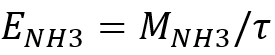 E_{NH3} = M_{NH3}/τ